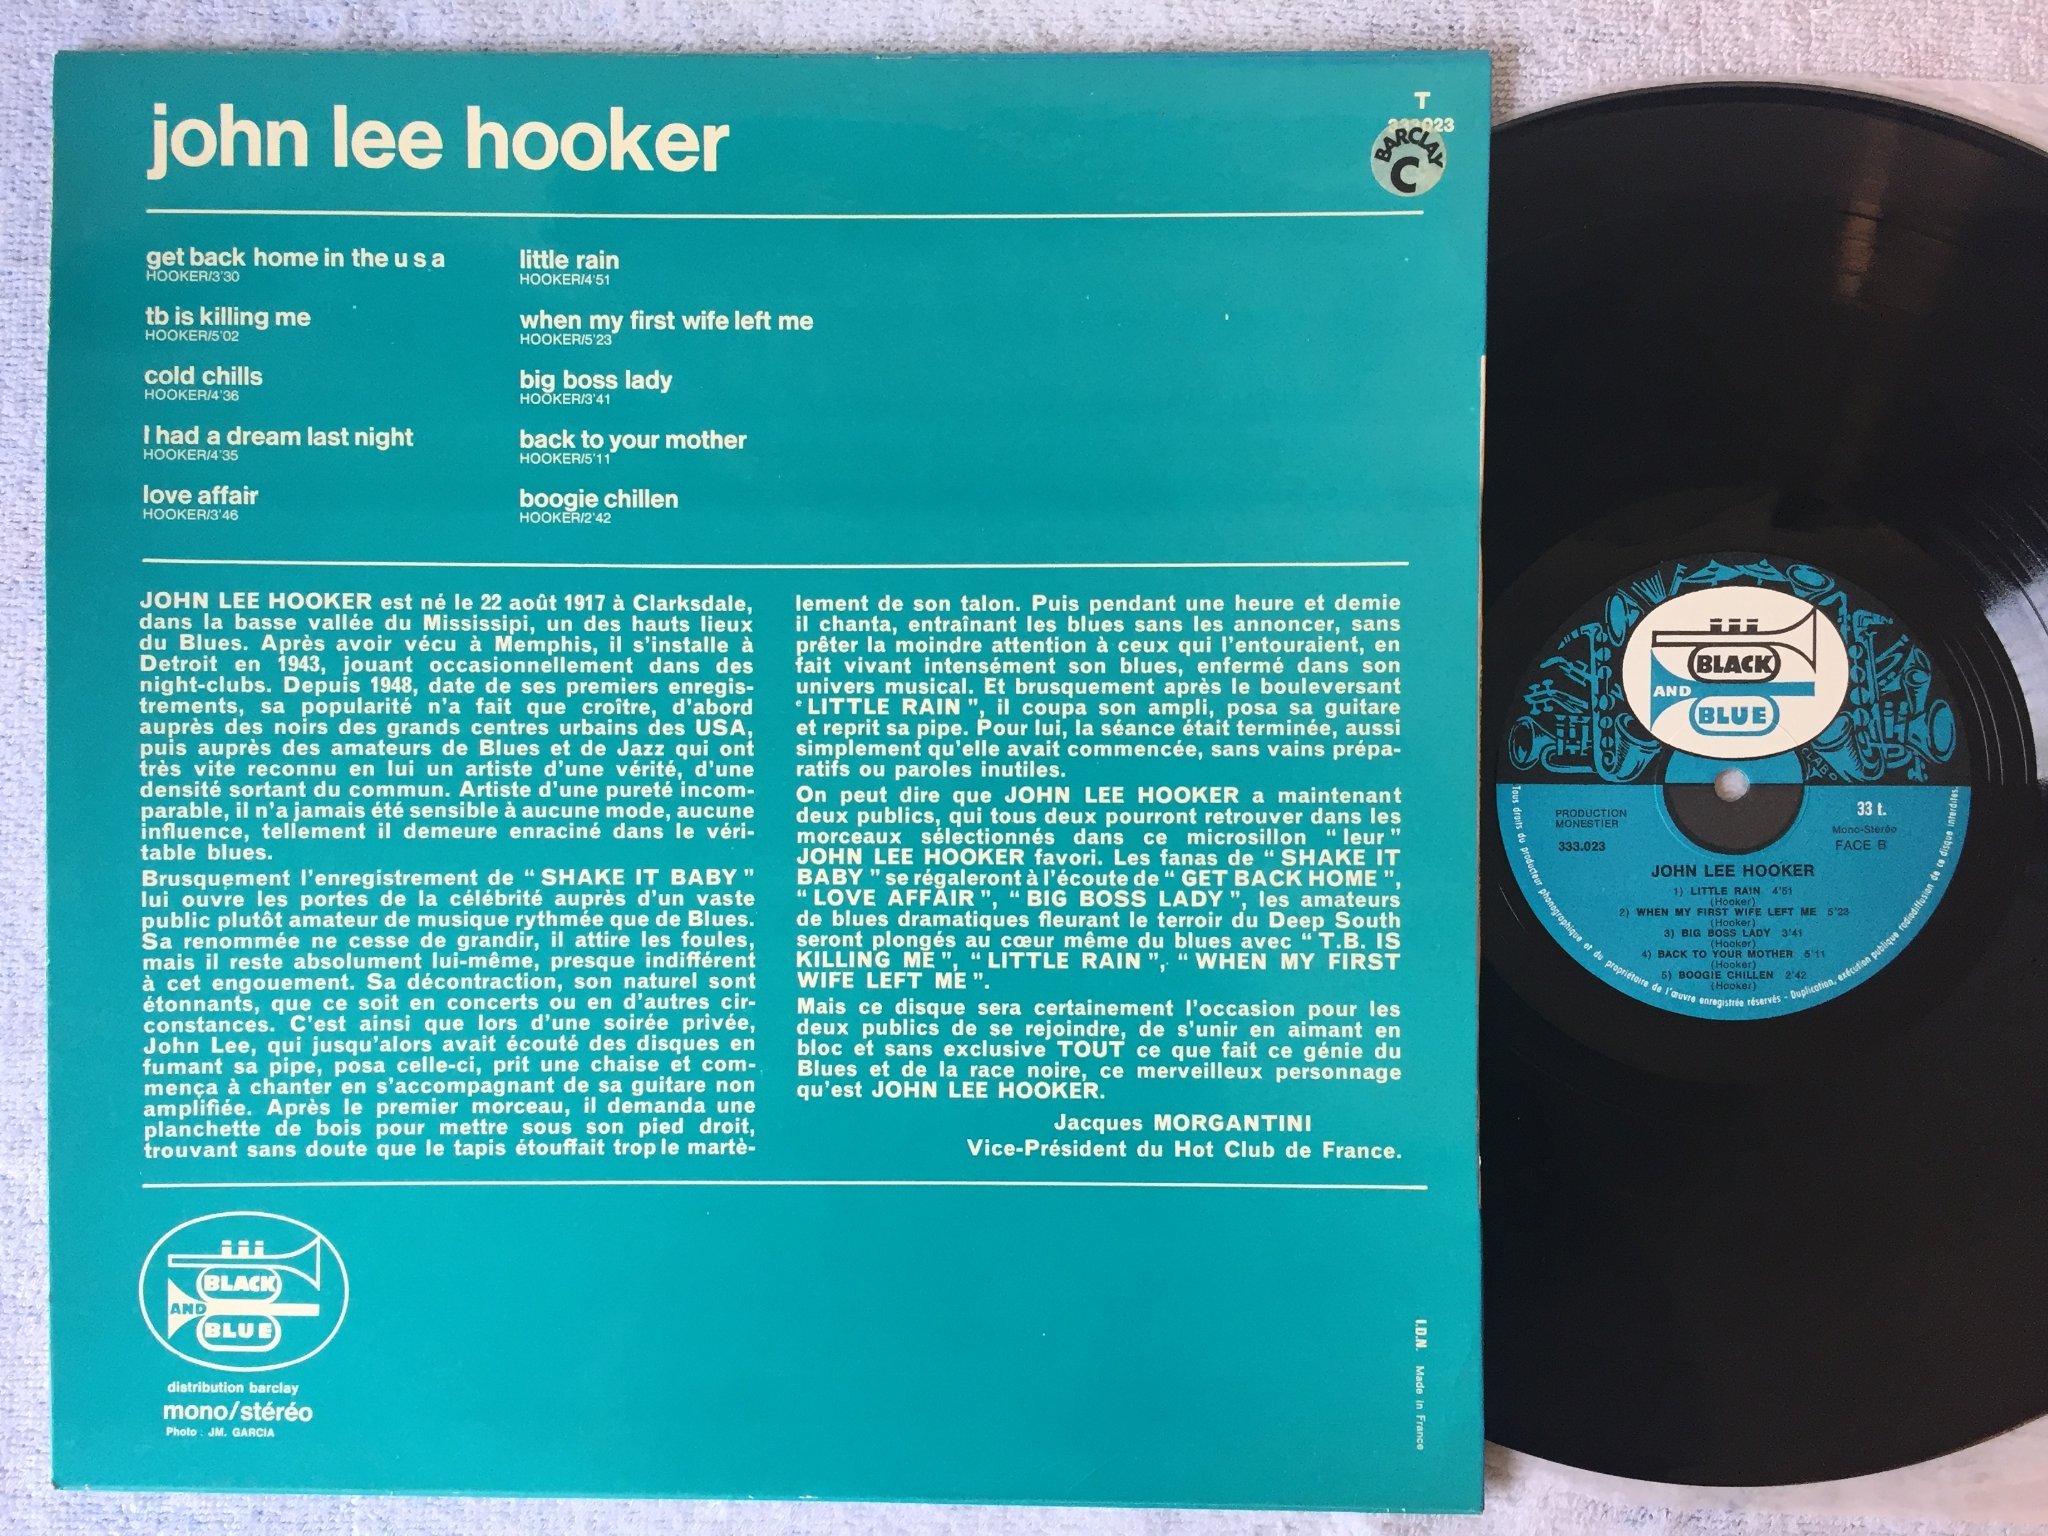 john lee hooker
T
333.023
BARCLAY
C
get back home in the u s a
HOOKER/3'30
tb is killing me
HOOKER/5'02
cold chills
HOOKER/4'36
I had a dream last night
HOOKER/4'35
love affair
HOOKER/3'46
little rain
HOOKER/4'51
when my first wife left me
HOOKER/5'23
big boss lady
HOOKER/3'41
back to your mother
HOOKER/5'11
boogie chillen
HOOKER/2'42
JOHN LEE HOOKER est né le 22 août 1917 à Clarksdale,
dans la basse vallée du Mississipi, un des hauts lieux
du Blues. Après avoir vécu à Memphis, il s'installe à
Detroit en 1943, jouant occasionnellement dans des
night-clubs. Depuis 1948, date de ses premiers enregis-
trements, sa popularité n'a fait que croître, d'abord
auprès des noirs des grands centres urbains des USA,
puis auprès des amateurs de Blues et de Jazz qui ont
très vite reconnu en lui un artiste d'une vérité, d'une
densité sortant du commun. Artiste d'une pureté incom-
parable, il n'a jamais été sensible à aucune mode, aucune
influence, tellement il demeure enraciné dans le véri-
table blues.
Brusquement l'enregistrement de " SHAKE IT BABY "
lui ouvre les portes de la célébrité auprès d'un vaste
public plutôt amateur de musique rythmée que de Blues.
Sa renommée ne cesse de grandir, il attire les foules,
mais il reste absolument lui-même, presque indifférent
à cet engouement. Sa décontraction, son naturel sont
étonnants, que ce soit en concerts ou en d'autres cir-
constances. C'est ainsi que lors d'une soirée privée,
John Lee, qui jusqu'alors avait écouté des disques en
fumant sa pipe, posa celle-ci, prit une chaise et com-
mença à chanter en s'accompagnant de sa guitare non
amplifiée. Après le premier morceau, il demanda une
planchette de bois pour mettre sous son pied droit,
trouvant sans doute que le tapis étouffait trop le martè-
lement de son talon. Puis pendant une heure et demie
il chanta, entraînant les blues sans les annoncer, sans
prêter la moindre attention à ceux qui l'entouraient, en
fait vivant intensément son blues, enfermé dans son
univers musical. Et brusquement après le bouleversant
" LITTLE RAIN ", il coupa son ampli, posa sa guitare
et reprit sa pipe. Pour lui, la séance était terminée, aussi
simplement qu'elle avait commencée, sans vains prépa-
ratifs ou paroles inutiles.
On peut dire que JOHN LEE HOOKER a maintenant
deux publics, qui tous deux pourront retrouver dans les
morceaux sélectionnés dans ce microsillon " leur "
JOHN LEE HOOKER favori. Les fanas de " SHAKE IT
BABY " se régaleront à l'écoute de " GET BACK HOME ",
" LOVE AFFAIR ", " BIG BOSS LADY ", les amateurs
de blues dramatiques fleurant le terroir du Deep South
seront plongés au cœur même du blues avec " T.B. IS
KILLING ME ", " LITTLE RAIN ", " WHEN MY FIRST
WIFE LEFT ME ".
Mais ce disque sera certainement l'occasion pour les
deux publics de se rejoindre, de s'unir en aimant en
bloc et sans exclusive TOUT ce que fait ce génie du
Blues et de la race noire, ce merveilleux personnage
qu'est JOHN LEE HOOKER.
Jacques MORGANTINI
Vice-Président du Hot Club de France.
BLACK
AND
BLUE
distribution barclay
mono/stéréo
Photo : JM. GARCIA
I.D.N. Made in France
BLACK
AND
BLUE
PRODUCTION
MONESTIER
333.023
33 t.
Mono-Stéréo
FACE B
JOHN LEE HOOKER
1) LITTLE RAIN 4'51
(Hooker)
2) WHEN MY FIRST WIFE LEFT ME 5'23
(Hooker)
3) BIG BOSS LADY 3'41
(Hooker)
4) BACK TO YOUR MOTHER 5'11
(Hooker)
5) BOOGIE CHILLEN 2'42
(Hooker)
Tous droits du producteur phonographique et du propriétaire de l'œuvre enregistrée réservés - Duplication, exécution publique radiodiffusion de ce disque interdites.